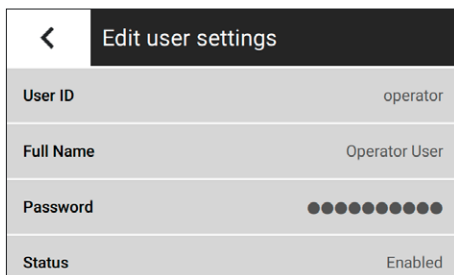 Edit user settings
User ID operator
Full Name Operator User
Password ●●●●●●●●●●
Status Enabled